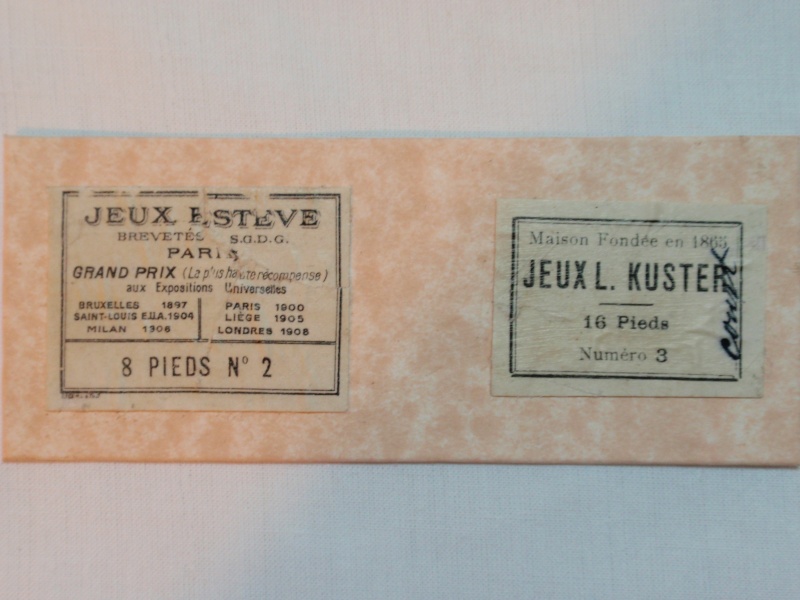 JEUX ESTÈVE
BREVETÉS S.G.D.G.
PARIS
GRAND PRIX (La plus haute récompense)
aux Expositions Universelles
BRUXELLES 1897
SAINT-LOUIS E.U.A. 1904
MILAN 1906
PARIS 1900
LIÈGE 1905
LONDRES 1908
8 PIEDS N° 2
Maison Fondée en 1865
JEUX L. KUSTER
16 Pieds
Numéro 3